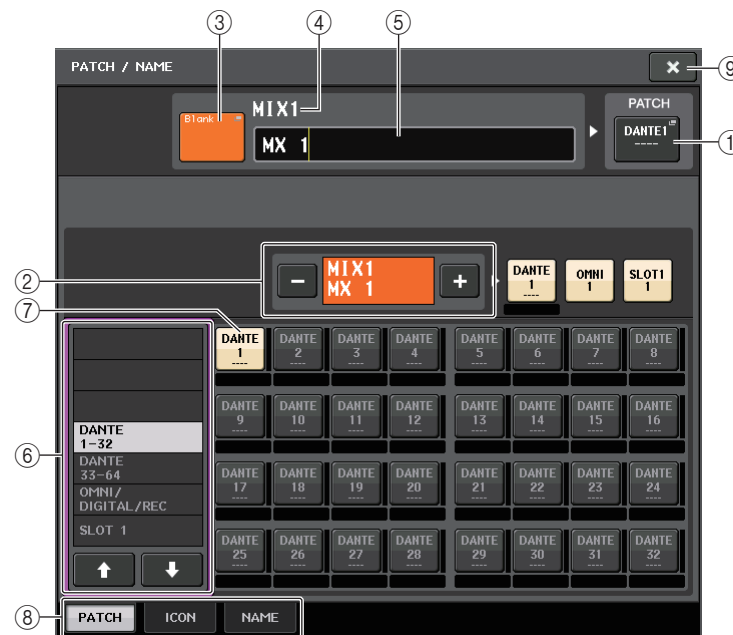 ③ ④ ⑤
PATCH / NAME
×
⑨
Blank
MIX1
MX 1
PATCH
DANTE1
----
②
−
MIX1
MX 1
+
DANTE
1
----
OMNI
1
SLOT1
1
⑦
⑥
DANTE
1-32
DANTE
33-64
OMNI/
DIGITAL/REC
SLOT 1
DANTE DANTE DANTE DANTE DANTE DANTE DANTE DANTE
1 2 3 4 5 6 7 8
---- ---- ---- ---- ---- ---- ---- ----
DANTE DANTE DANTE DANTE DANTE DANTE DANTE DANTE
9 10 11 12 13 14 15 16
---- ---- ---- ---- ---- ---- ---- ----
DANTE DANTE DANTE DANTE DANTE DANTE DANTE DANTE
17 18 19 20 21 22 23 24
---- ---- ---- ---- ---- ---- ---- ----
DANTE DANTE DANTE DANTE DANTE DANTE DANTE DANTE
25 26 27 28 29 30 31 32
---- ---- ---- ---- ---- ---- ---- ----
⑧
PATCH ICON NAME